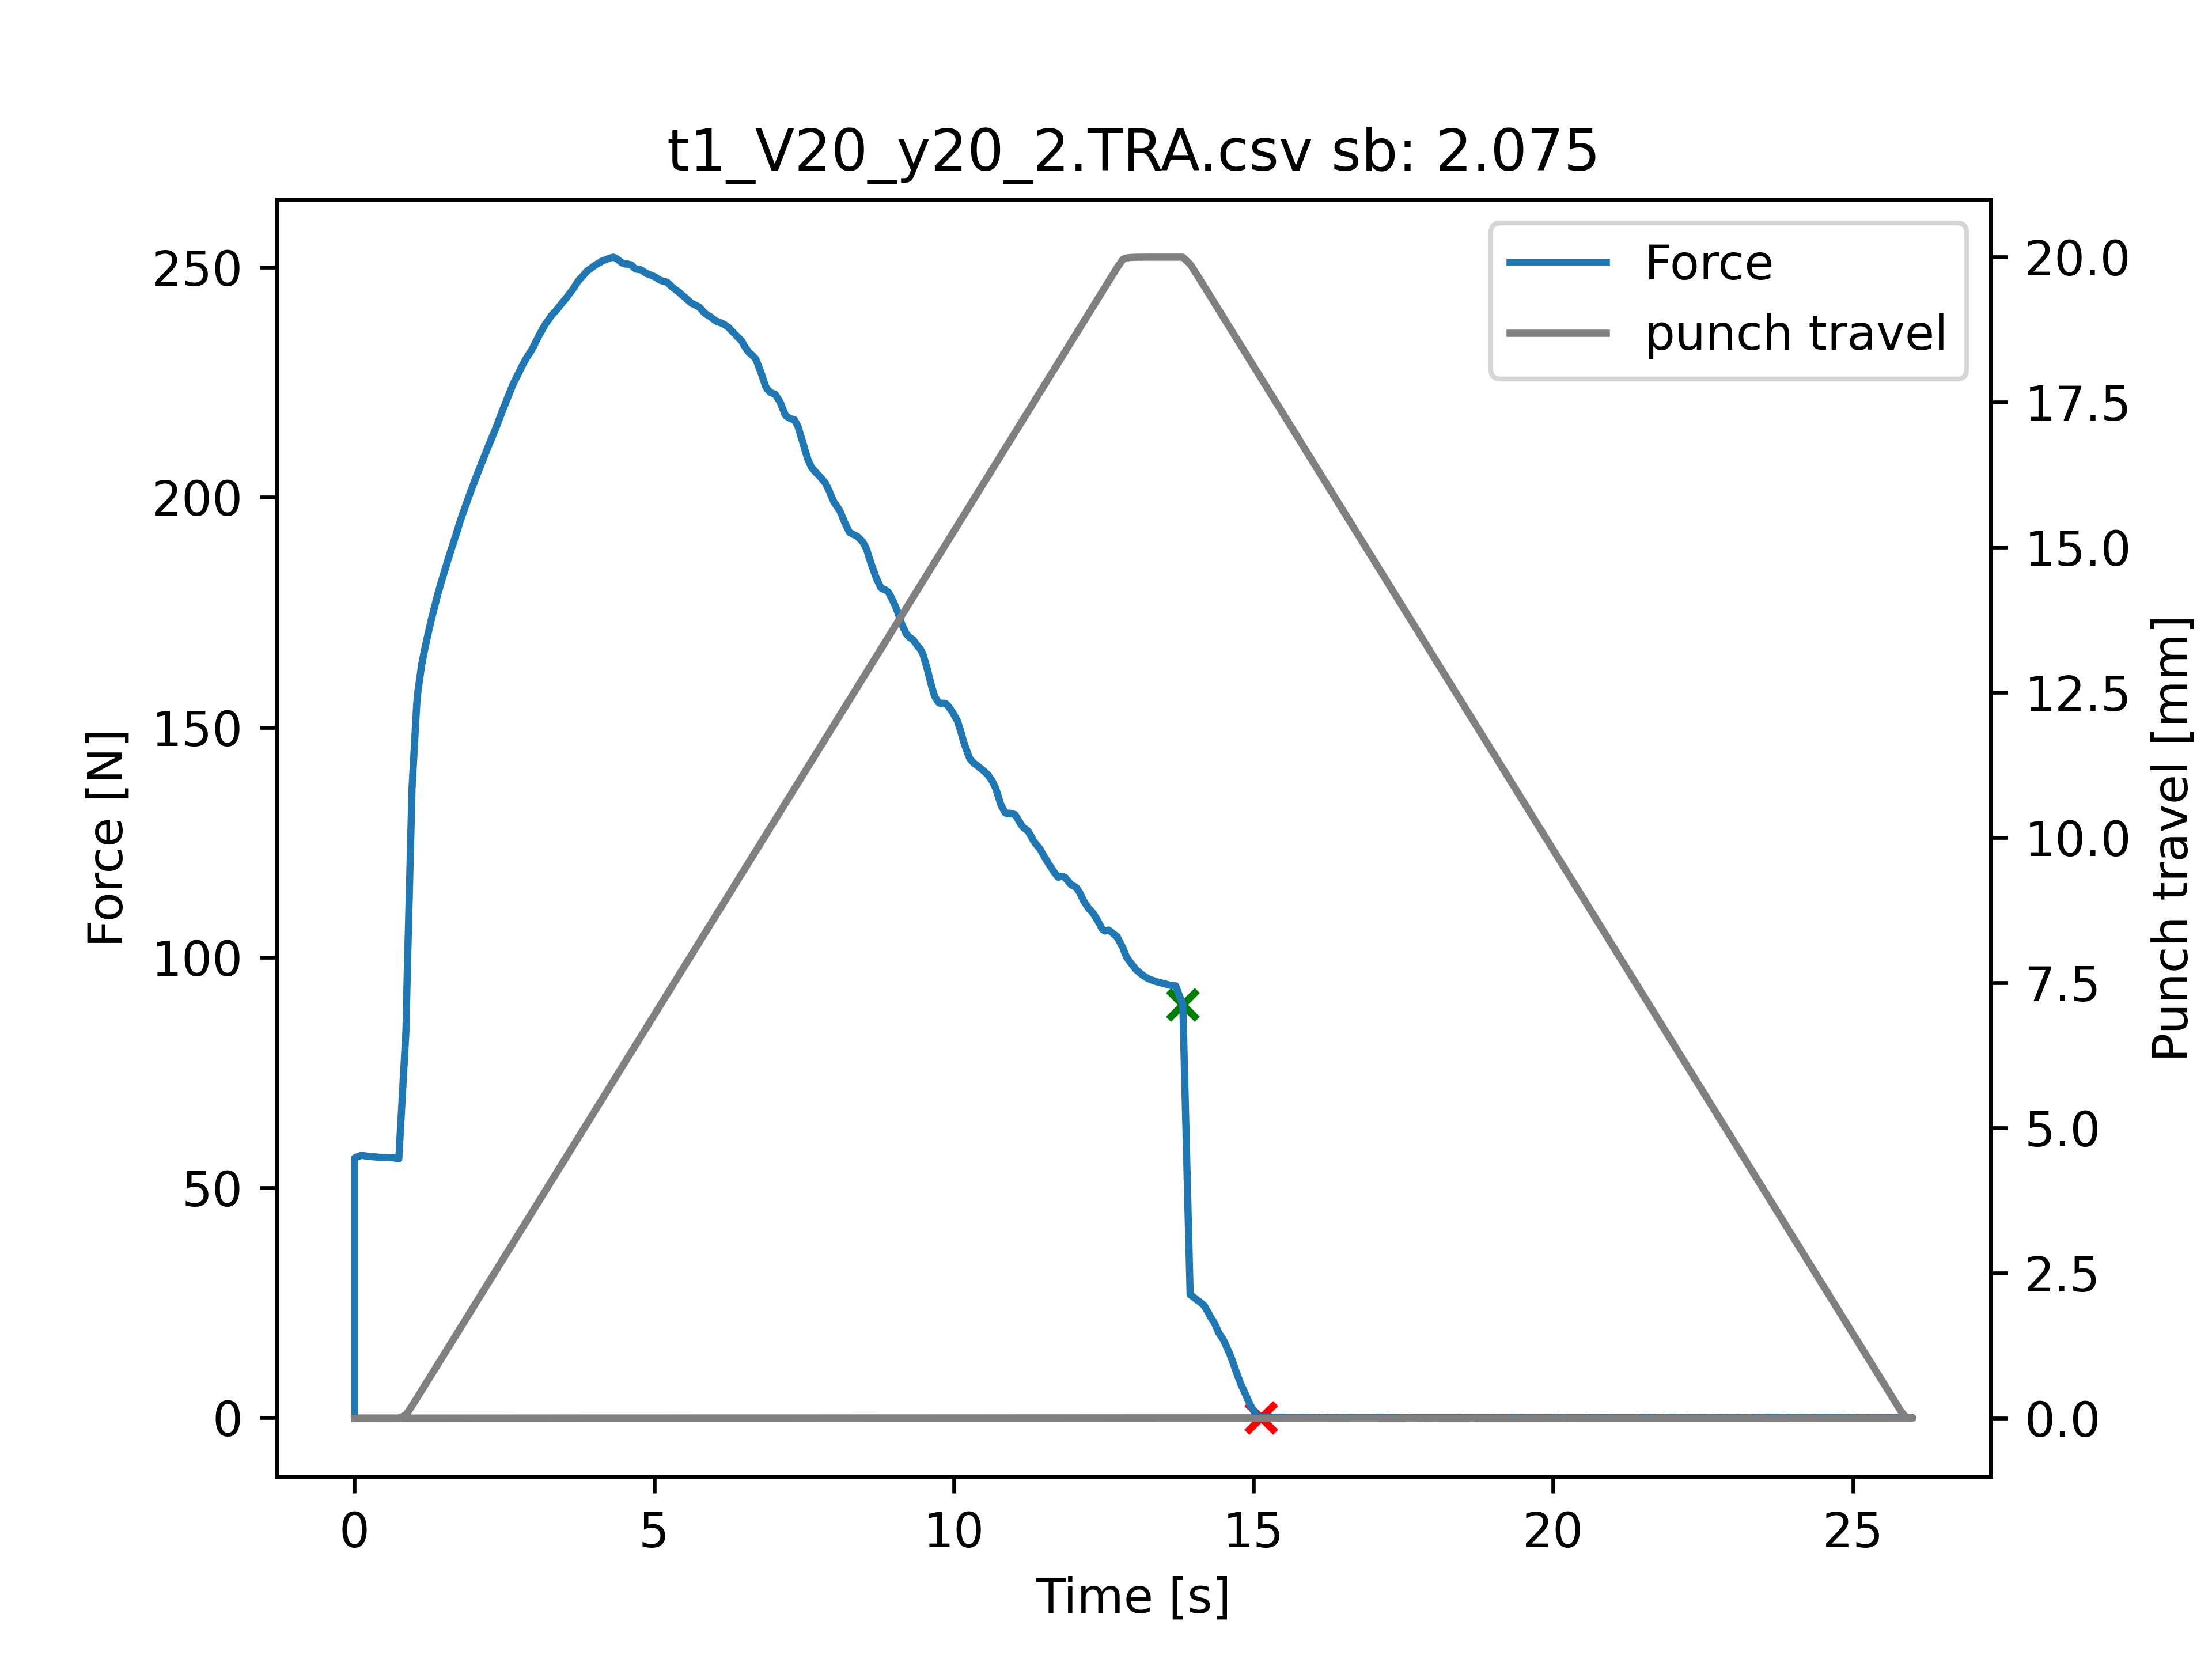 t1_V20_y20_2.TRA.csv sb: 2.075
Force
punch travel
Force [N]
250
200
150
100
50
0
Punch travel [mm]
20.0
17.5
15.0
12.5
10.0
7.5
5.0
2.5
0.0
0 5 10 15 20 25
Time [s]